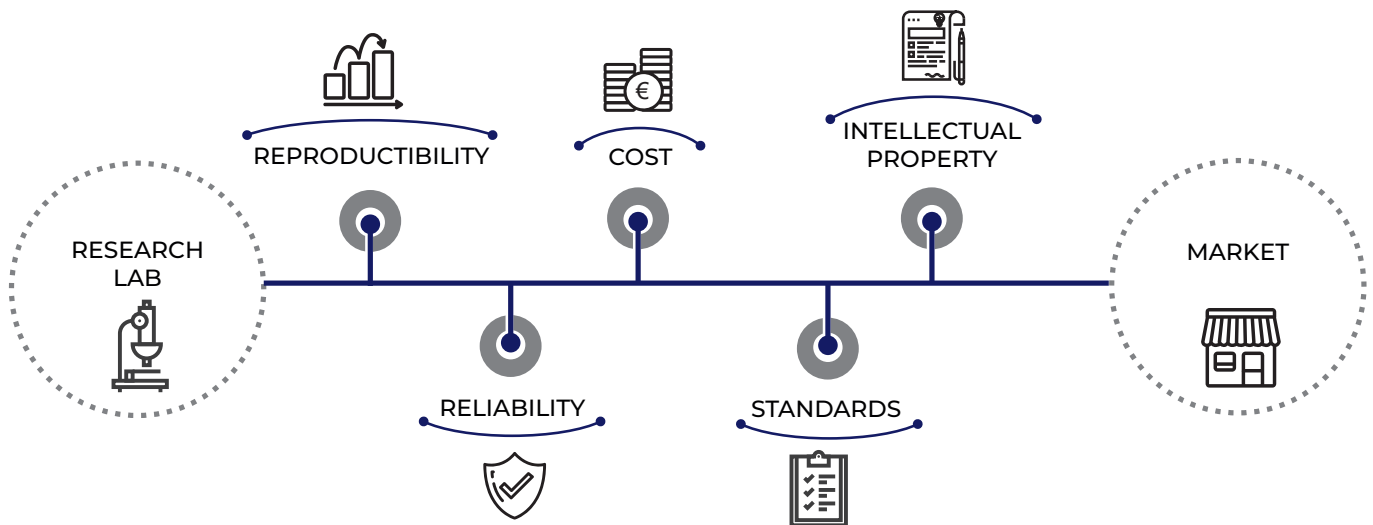 REPRODUCTIBILITY
COST
INTELLECTUAL
PROPERTY
RESEARCH
LAB
MARKET
RELIABILITY
STANDARDS
€